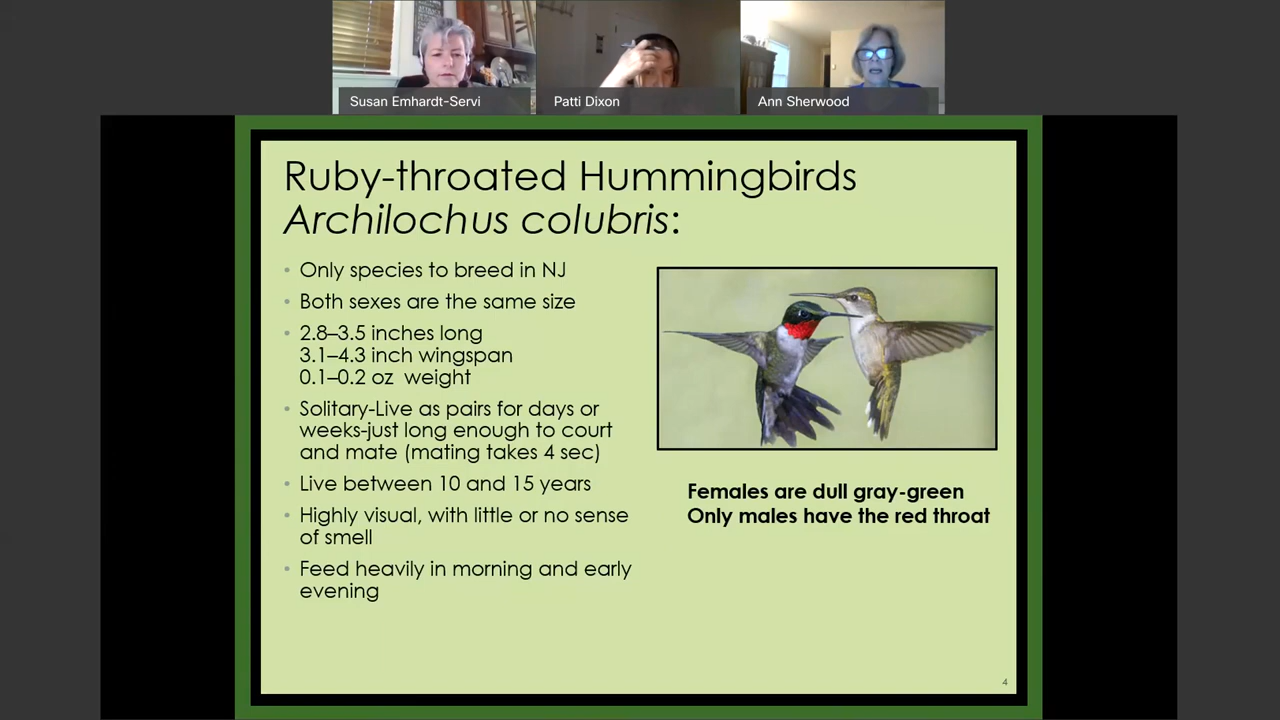 Susan Emhardt-Servi
Patti Dixon
Ann Sherwood
Ruby-throated Hummingbirds
Archilochus colubris:
• Only species to breed in NJ
• Both sexes are the same size
• 2.8–3.5 inches long
3.1–4.3 inch wingspan
0.1–0.2 oz weight
• Solitary-Live as pairs for days or
weeks-just long enough to court
and mate (mating takes 4 sec)
• Live between 10 and 15 years
• Highly visual, with little or no sense
of smell
• Feed heavily in morning and early
evening
Females are dull gray-green
Only males have the red throat
4